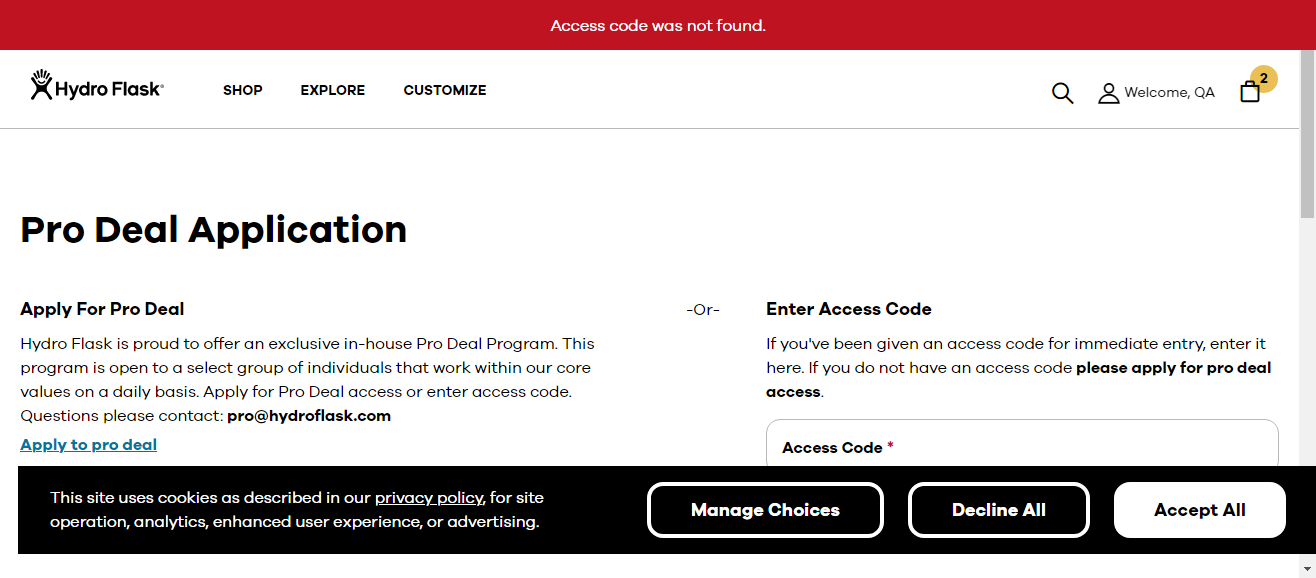 Access code was not found.
Hydro Flask®
SHOP
EXPLORE
CUSTOMIZE
Welcome, QA
2
Pro Deal Application
Apply For Pro Deal
Hydro Flask is proud to offer an exclusive in-house Pro Deal Program. This
program is open to a select group of individuals that work within our core
values on a daily basis. Apply for Pro Deal access or enter access code.
Questions please contact: pro@hydroflask.com
Apply to pro deal
-Or-
Enter Access Code
If you've been given an access code for immediate entry, enter it
here. If you do not have an access code please apply for pro deal
access.
Access Code *
This site uses cookies as described in our privacy policy, for site
operation, analytics, enhanced user experience, or advertising.
Manage Choices
Decline All
Accept All